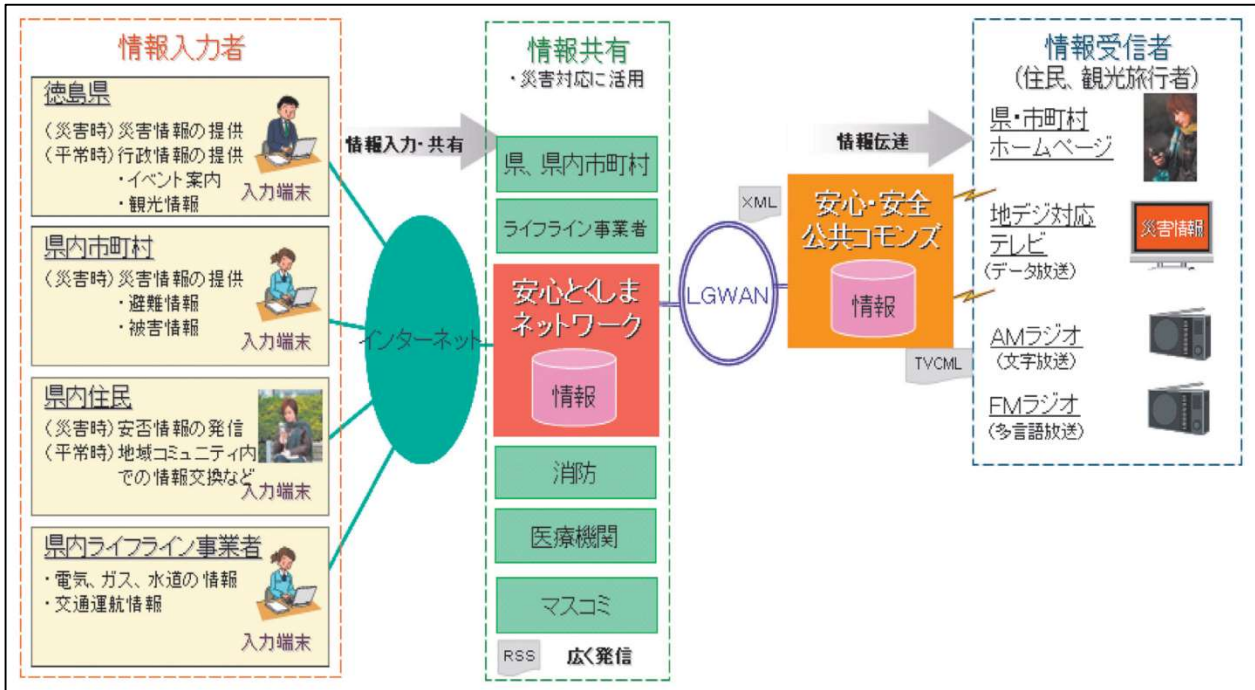 情報入力者
徳島県
(災害時)災害情報の提供
(平常時)行政情報の提供
・イベント案内
・観光情報
入力端末
県内市町村
(災害時)災害情報の提供
・避難情報
・被害情報
入力端末
県内住民
(災害時)安否情報の発信
(平常時)地域コミュニティ内
での情報交換など
入力端末
県内ライフライン事業者
・電気、ガス、水道の情報
・交通運航情報
入力端末
情報入力・共有
インターネット
情報共有
・災害対応に活用
県、県内市町村
ライフライン事業者
安心とくしま
ネットワーク
情報
消防
医療機関
マスコミ
RSS
広く発信
LGWAN
XML
情報伝達
安心・安全
公共コモンズ
情報
TVCML
情報受信者
(住民、観光旅行者)
県・市町村
ホームページ
地デジ対応
テレビ
(データ放送)
災害情報
AMラジオ
(文字放送)
FMラジオ
(多言語放送)